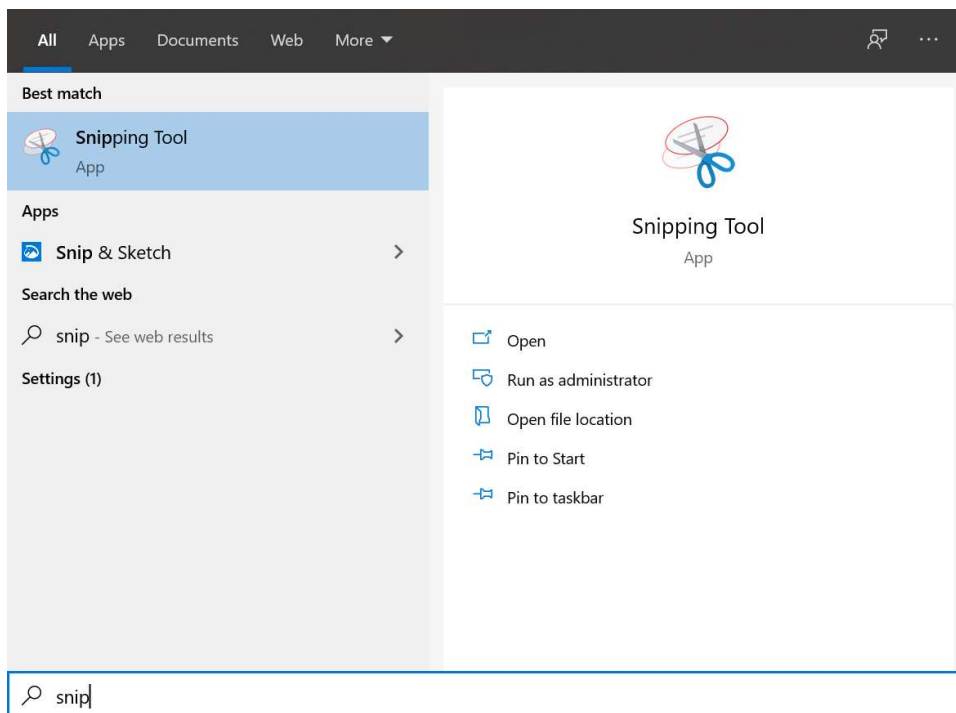 All Apps Documents Web More
Best match
Snipping Tool
App
Apps
Snip & Sketch
Search the web
snip - See web results
Settings (1)
Snipping Tool
App
Open
Run as administrator
Open file location
Pin to Start
Pin to taskbar
snip